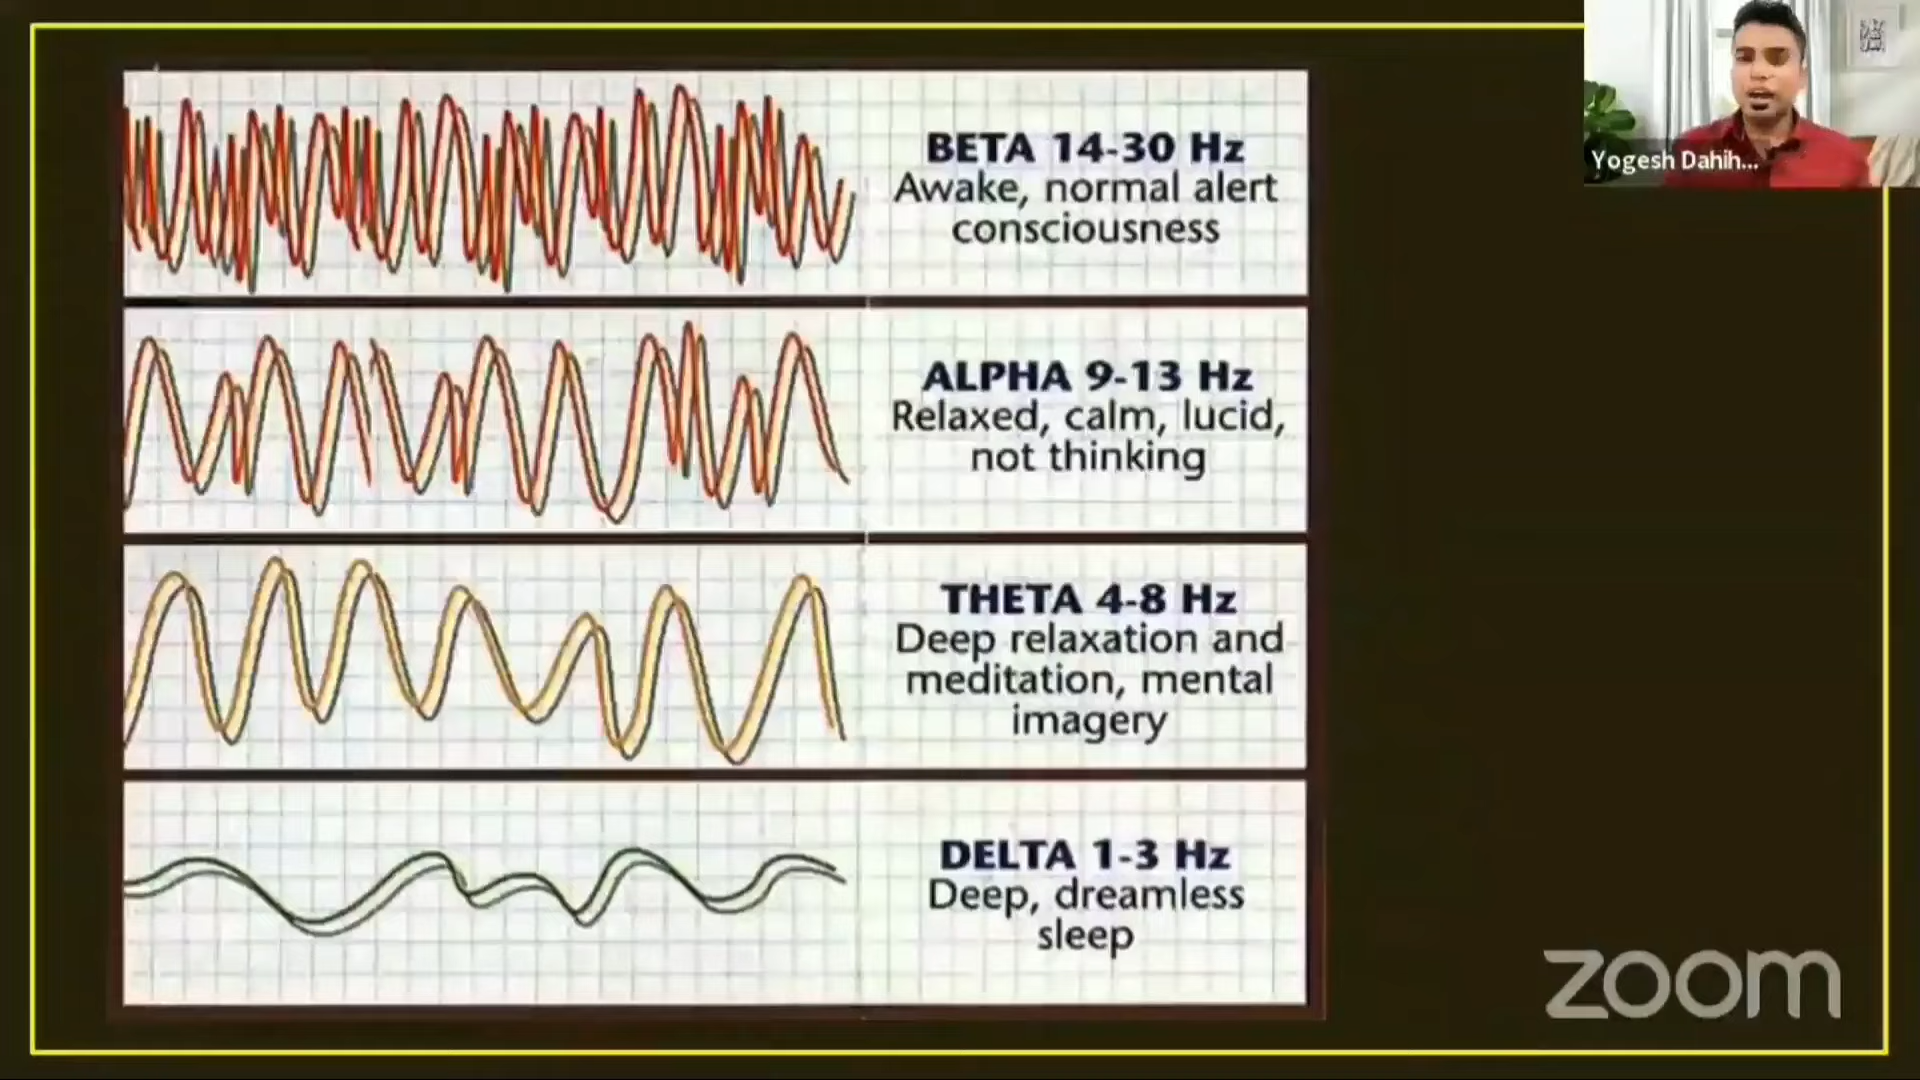 BETA 14-30 Hz
Awake, normal alert
consciousness
ALPHA 9-13 Hz
Relaxed, calm, lucid,
not thinking
THETA 4-8 Hz
Deep relaxation and
meditation, mental
imagery
DELTA 1-3 Hz
Deep, dreamless
sleep
Yogesh Dahih...
zoom